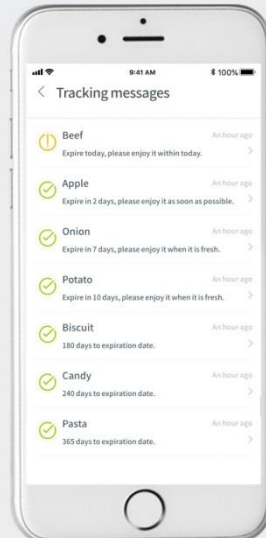 9:41 AM
100%
Tracking messages
Beef
An hour ago
Expire today, please enjoy it within today.
Apple
An hour ago
Expire in 2 days, please enjoy it as soon as possible.
Onion
An hour ago
Expire in 7 days, please enjoy it when it is fresh.
Potato
An hour ago
Expire in 10 days, please enjoy it when it is fresh.
Biscuit
An hour ago
180 days to expiration date.
Candy
An hour ago
240 days to expiration date.
Pasta
An hour ago
365 days to expiration date.